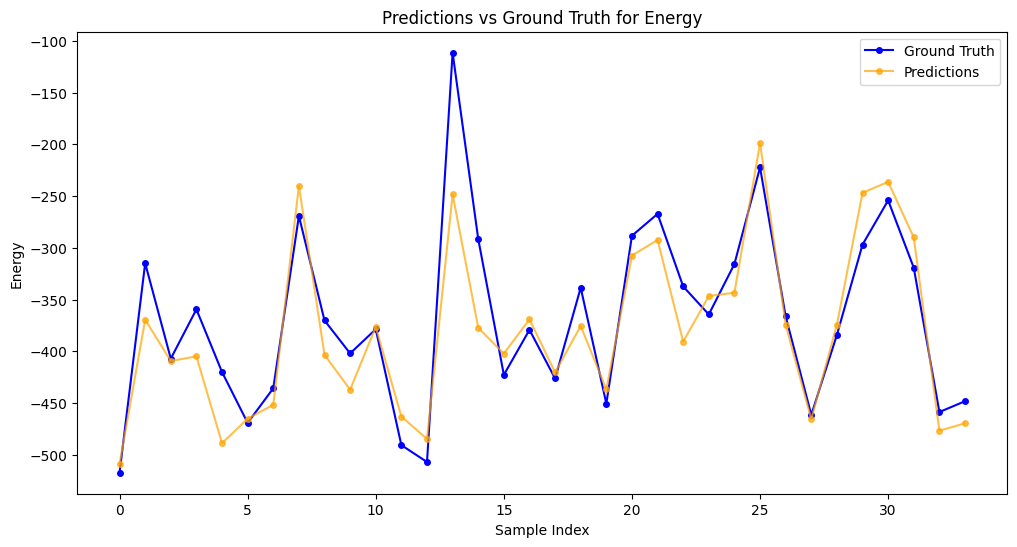 Predictions vs Ground Truth for Energy
Ground Truth
Predictions
−100
−150
−200
−250
−300
−350
−400
−450
−500
Energy
0 5 10 15 20 25 30
Sample Index